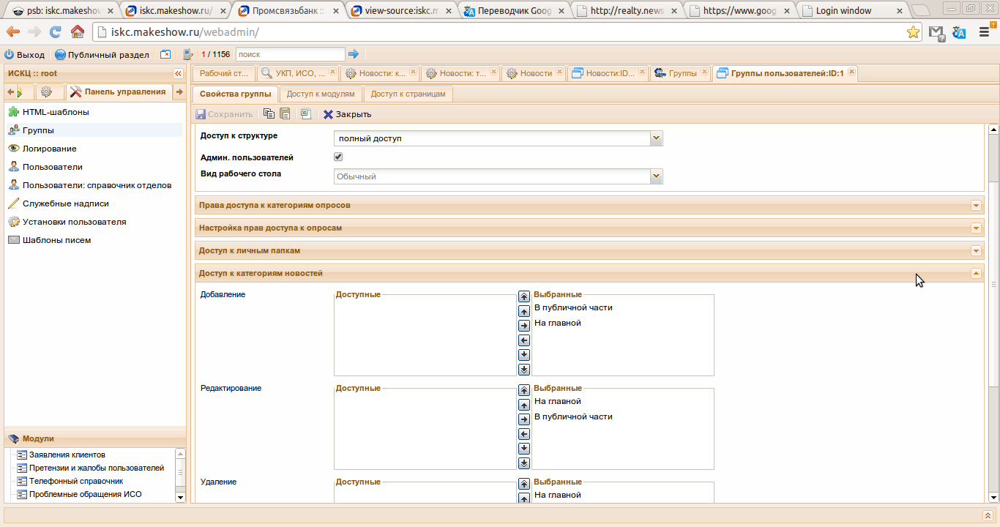 psb: iskc.makeshow
iskc.makeshow.ru/
Промсвязьбанк ::
view-source:iskc.m
Переводчик Goog
http://realty.news
https://www.goog
Login window
iskc.makeshow.ru/webadmin/
Выход
Публичный раздел
1 / 1156
поиск
ИСКЦ :: root
Рабочий ст...
УКП, ИСО, ...
Новости: к...
Новости: т...
Новости
Новости:ID...
Группы
Группы пользователей:ID:1
Панель управления
Свойства группы
Доступ к модулям
Доступ к страницам
Сохранить
Закрыть
HTML-шаблоны
Группы
Логирование
Пользователи
Пользователи: справочник отделов
Служебные надписи
Установки пользователя
Шаблоны писем
Доступ к структуре
полный доступ
Админ. пользователей
Вид рабочего стола
Обычный
Права доступа к категориям опросов
Настройка прав доступа к опросам
Доступ к личным папкам
Доступ к категориям новостей
Добавление
Доступные
Выбранные
В публичной части
На главной
Редактирование
Доступные
Выбранные
На главной
В публичной части
Удаление
Доступные
Выбранные
На главной
Модули
Заявления клиентов
Претензии и жалобы пользователей
Телефонный справочник
Проблемные обращения ИСО